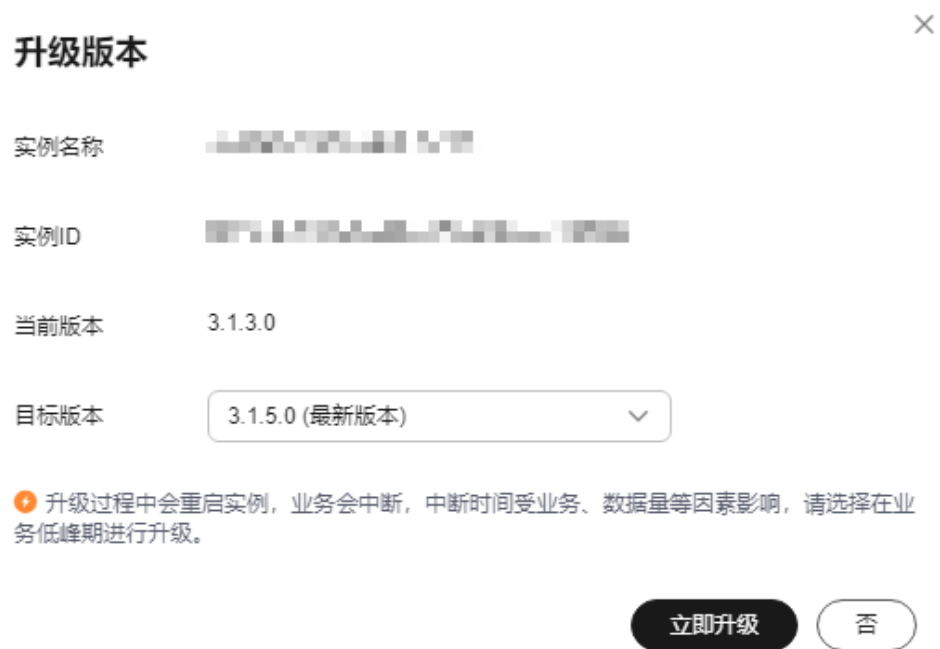 升级版本
实例名称
实例ID
当前版本 3.1.3.0
目标版本 3.1.5.0 (最新版本)
升级过程中会重启实例，业务会中断，中断时间受业务、数据量等因素影响，请选择在业
务低峰期进行升级。
立即升级 否